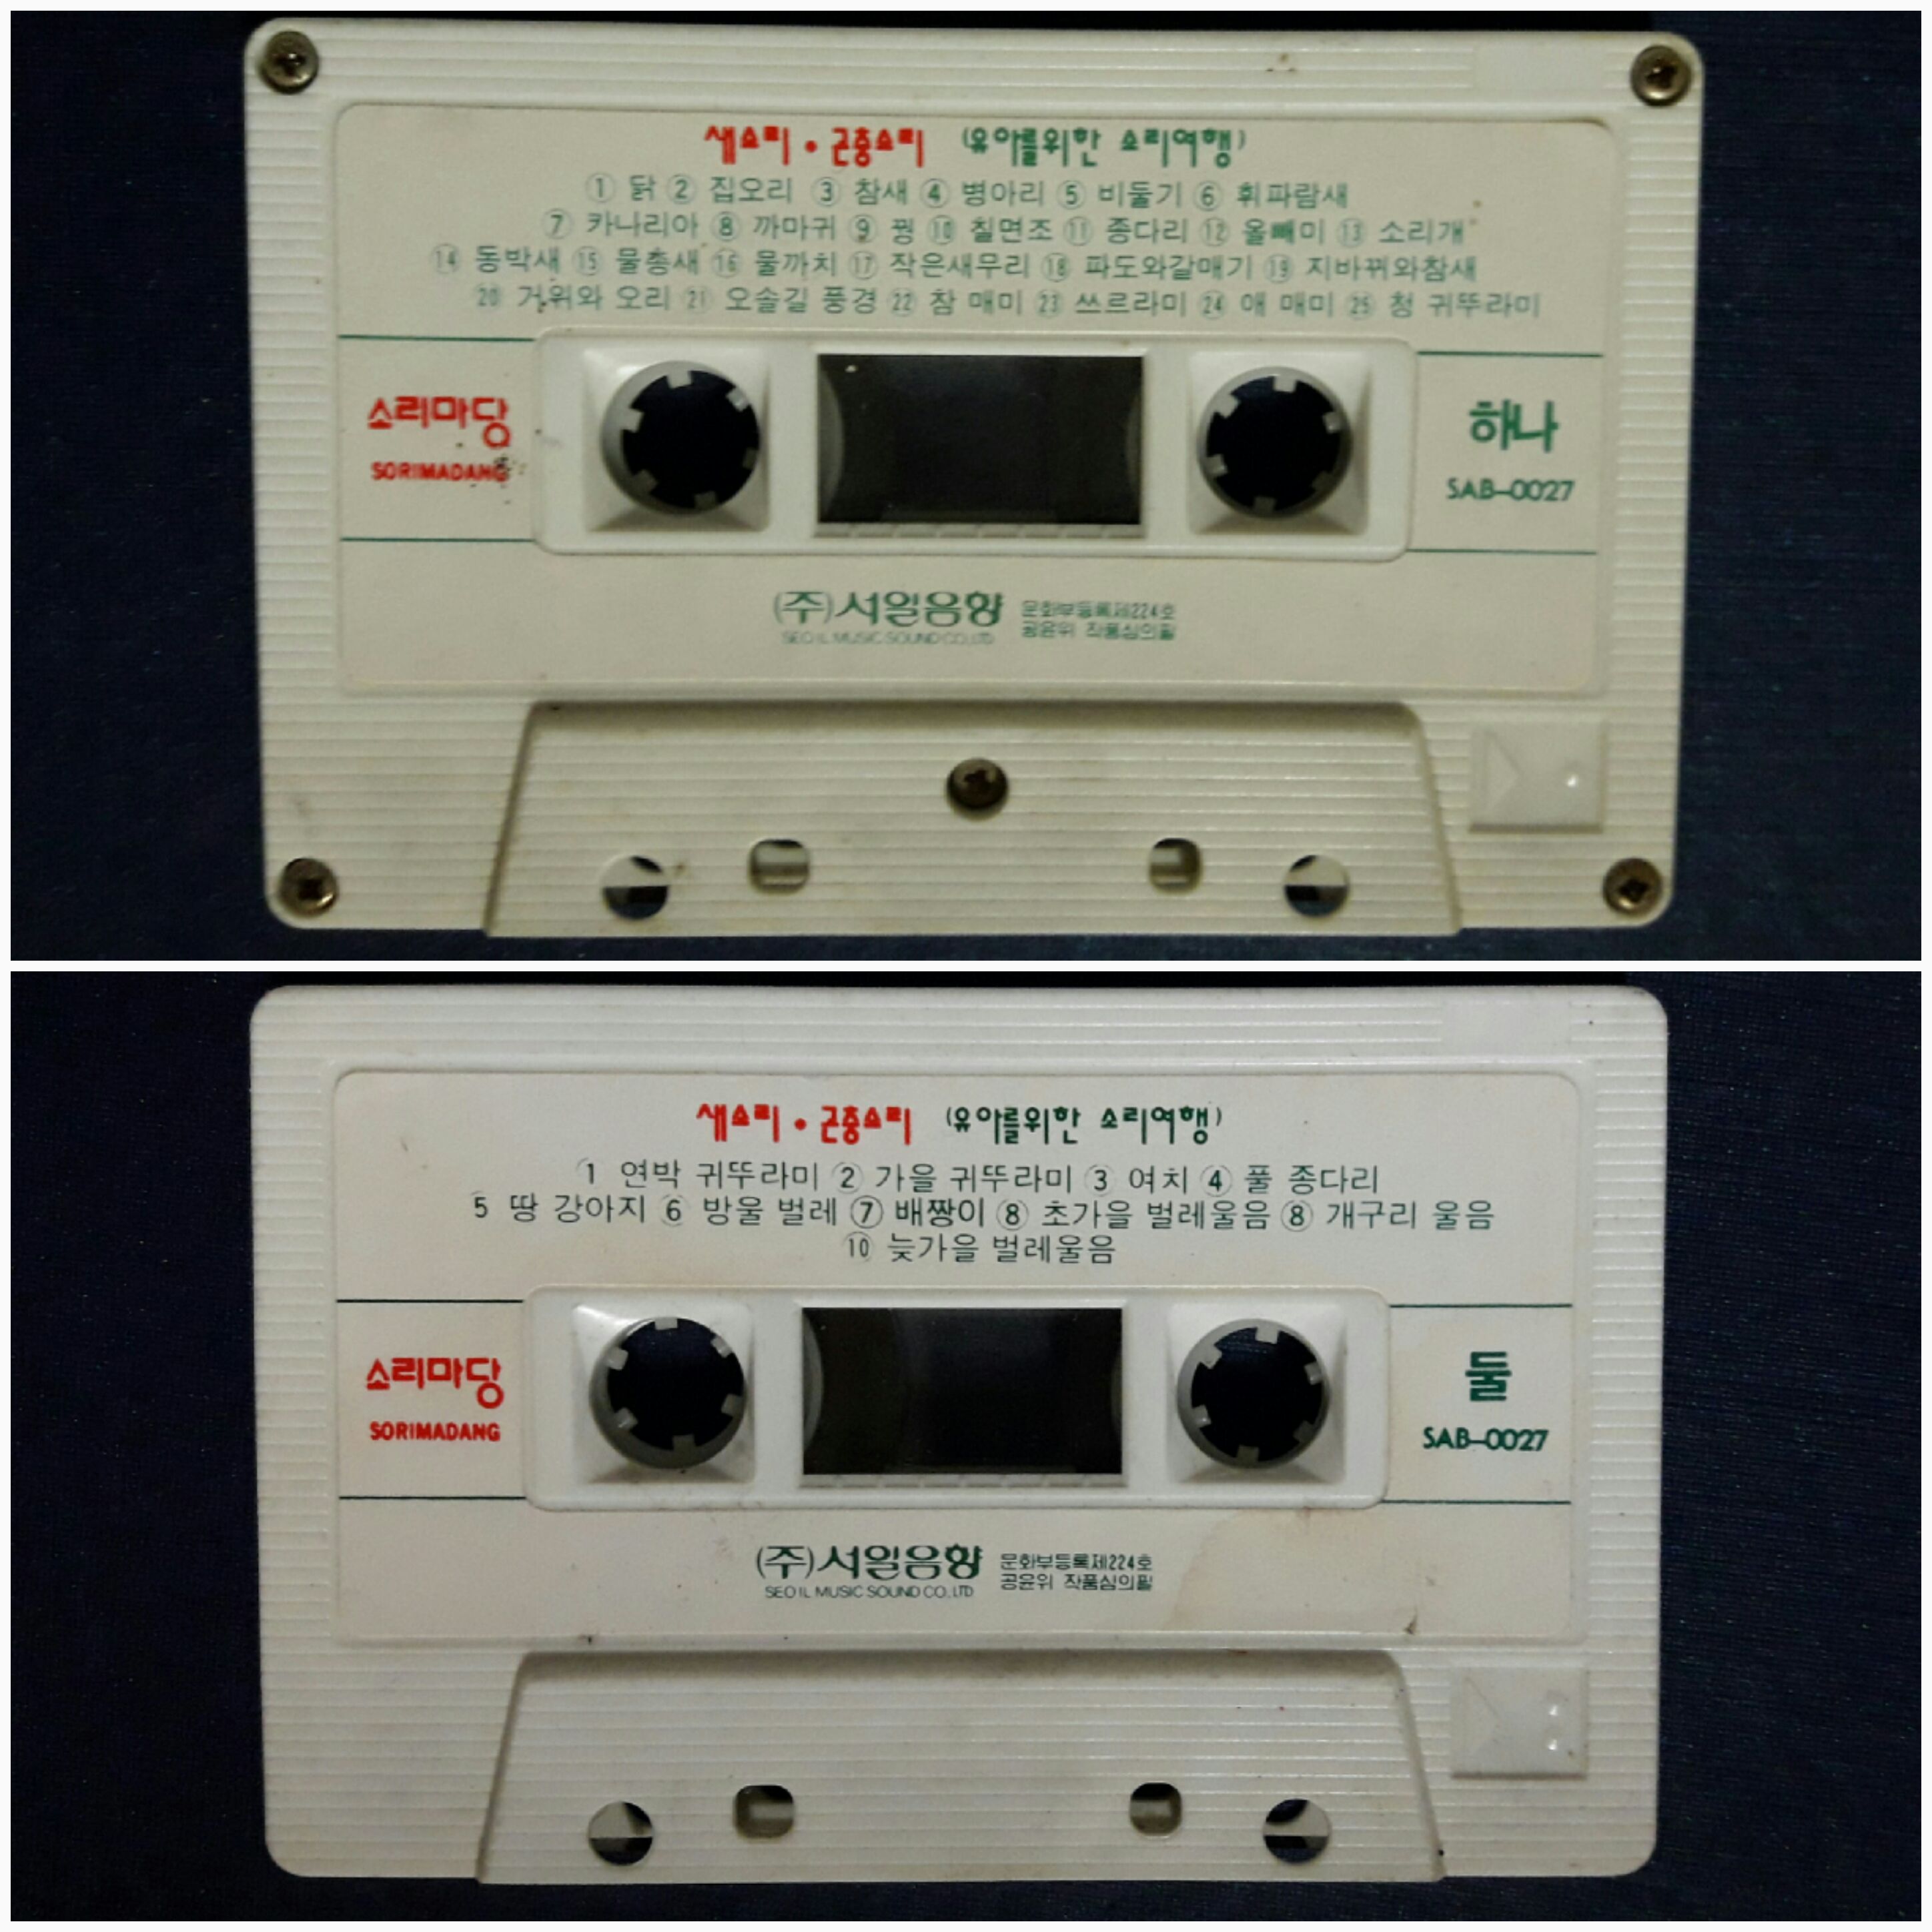 새소리 • 곤충소리 (유아를위한 소리여행)
① 닭 ② 집오리 ③ 참새 ④ 병아리 ⑤ 비둘기 ⑥ 휘파람새
⑦ 카나리아 ⑧ 까마귀 ⑨ 꿩 ⑩ 칠면조 ⑪ 종다리 ⑫ 올빼미 ⑬ 소리개
⑭ 동박새 ⑮ 물총새 ⑯ 물까치 ⑰ 작은새무리 ⑱ 파도와갈매기 ⑲ 지바뀌와참새
⑳ 거위와 오리 ㉑ 오솔길 풍경 ㉒ 참 매미 ㉓ 쓰르라미 ㉔ 애 매미 ㉕ 청 귀뚜라미
소리마당
SORIMADANG
하나
SAB-0027
(주)서일음향
SEO IL MUSIC SOUND CO., LTD
문화부등록제224호
공윤위 작품심의필
새소리 • 곤충소리 (유아를위한 소리여행)
① 연박 귀뚜라미 ② 가을 귀뚜라미 ③ 여치 ④ 풀 종다리
5 땅 강아지 ⑥ 방울 벌레 ⑦ 배짱이 ⑧ 초가을 벌레울음 ⑧ 개구리 울음
⑩ 늦가을 벌레울음
소리마당
SORIMADANG
둘
SAB-0027
(주)서일음향
SEO IL MUSIC SOUND CO., LTD
문화부등록제224호
공윤위 작품심의필